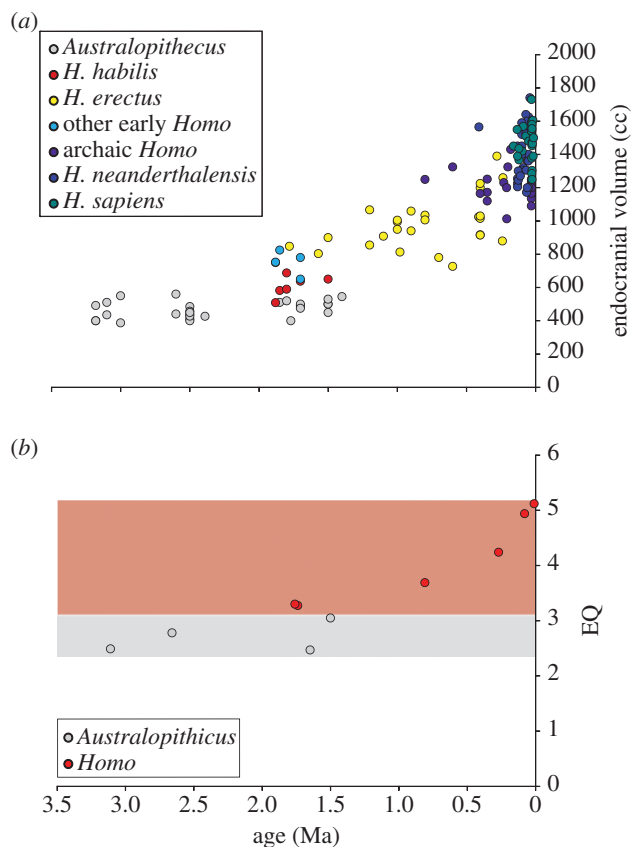 (a)
Australopithecus
H. habilis
H. erectus
other early Homo
archaic Homo
H. neanderthalensis
H. sapiens
2000
1800
1600
1400
1200
1000
800
600
400
200
0
endocranial volume (cc)
(b)
6
5
4
3
2
1
0
EQ
Australopithicus
Homo
3.5 3.0 2.5 2.0 1.5 1.0 0.5 0
age (Ma)